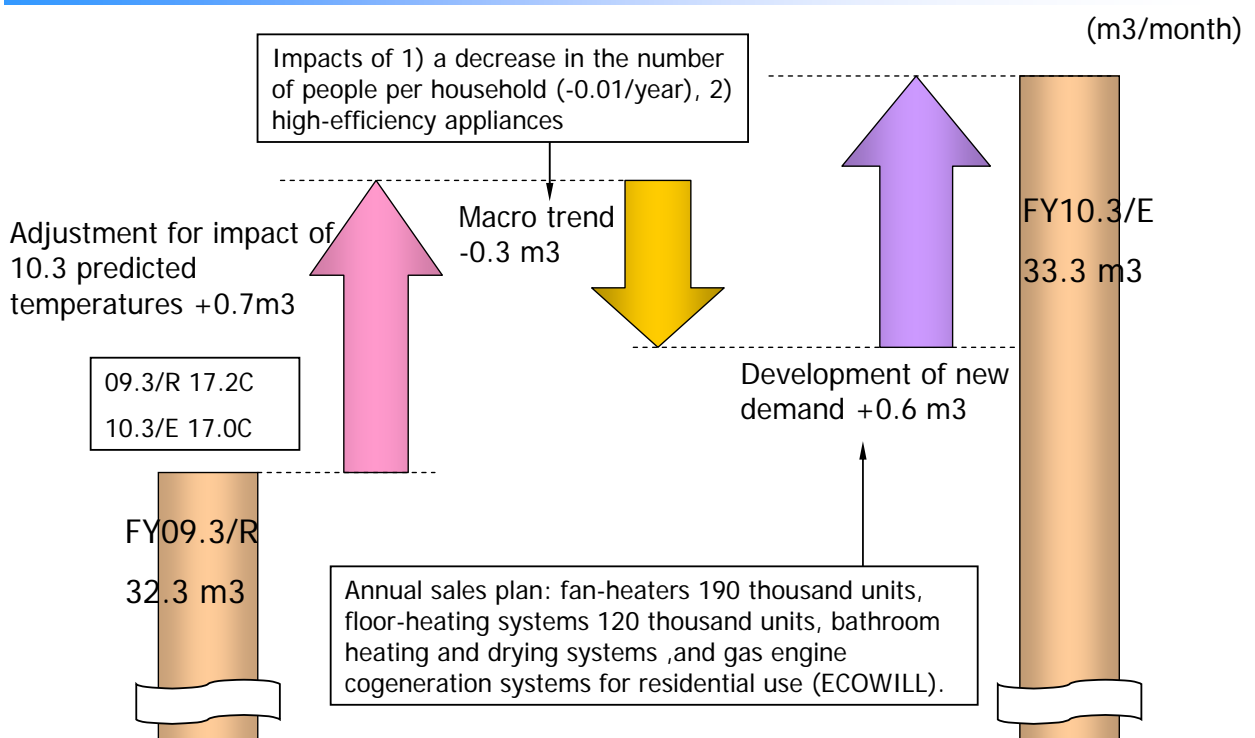 (m3/month)
Impacts of 1) a decrease in the number
of people per household (-0.01/year), 2)
high-efficiency appliances
Adjustment for impact of
10.3 predicted
temperatures +0.7m3
Macro trend
-0.3 m3
FY10.3/E
33.3 m3
09.3/R 17.2C
10.3/E 17.0C
Development of new
demand +0.6 m3
FY09.3/R
32.3 m3
Annual sales plan: fan-heaters 190 thousand units,
floor-heating systems 120 thousand units, bathroom
heating and drying systems ,and gas engine
cogeneration systems for residential use (ECOWILL).